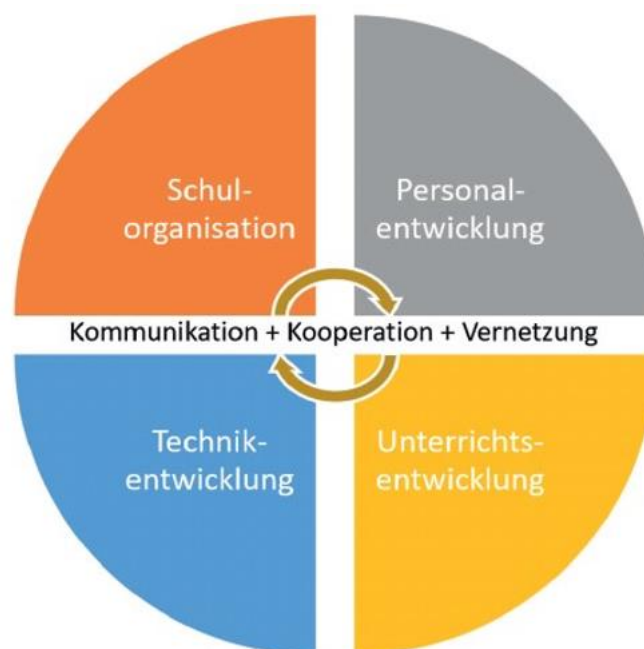 Schul-
organisation
Personal-
entwicklung
Kommunikation + Kooperation + Vernetzung
Technik-
entwicklung
Unterrichts-
entwicklung